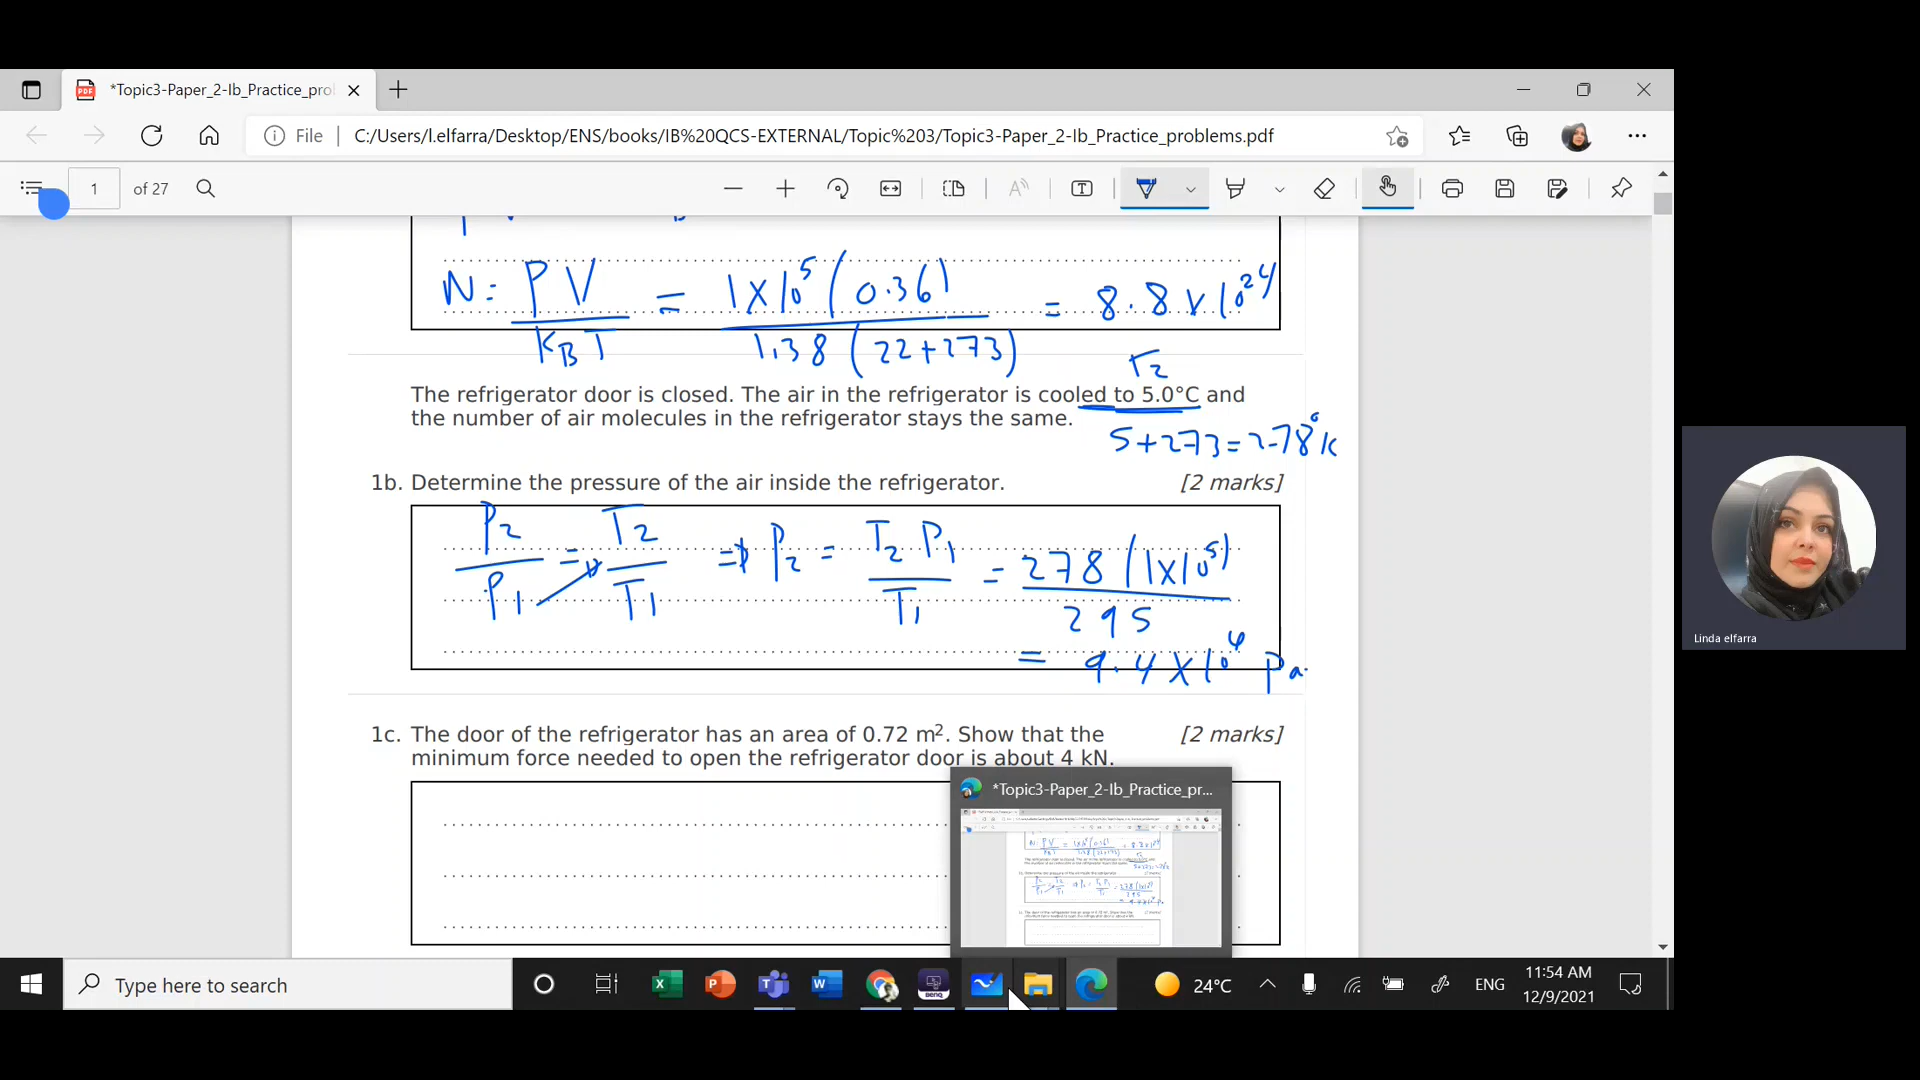 *Topic3-Paper_2-Ib_Practice_pro
File C:/Users/l.elfarra/Desktop/ENS/books/IB%20QCS-EXTERNAL/Topic%203/Topic3-Paper_2-Ib_Practice_problems.pdf
1 of 27
N = PV / K_B T = 1x10^5 (0.36) / 1.38 (22+273) = 8.8 x 10^24
T2
The refrigerator door is closed. The air in the refrigerator is cooled to 5.0°C and
the number of air molecules in the refrigerator stays the same.
5+273=278°K
1b. Determine the pressure of the air inside the refrigerator. [2 marks]
P2 / P1 = T2 / T1 => P2 = T2 P1 / T1 = 278 (1x10^5) / 295
= 9.4 x 10^4 Pa
1c. The door of the refrigerator has an area of 0.72 m². Show that the [2 marks]
minimum force needed to open the refrigerator door is about 4 kN.
*Topic3-Paper_2-Ib_Practice_pr...
Linda elfarra
Type here to search
BenQ
24°C
ENG
11:54 AM
12/9/2021